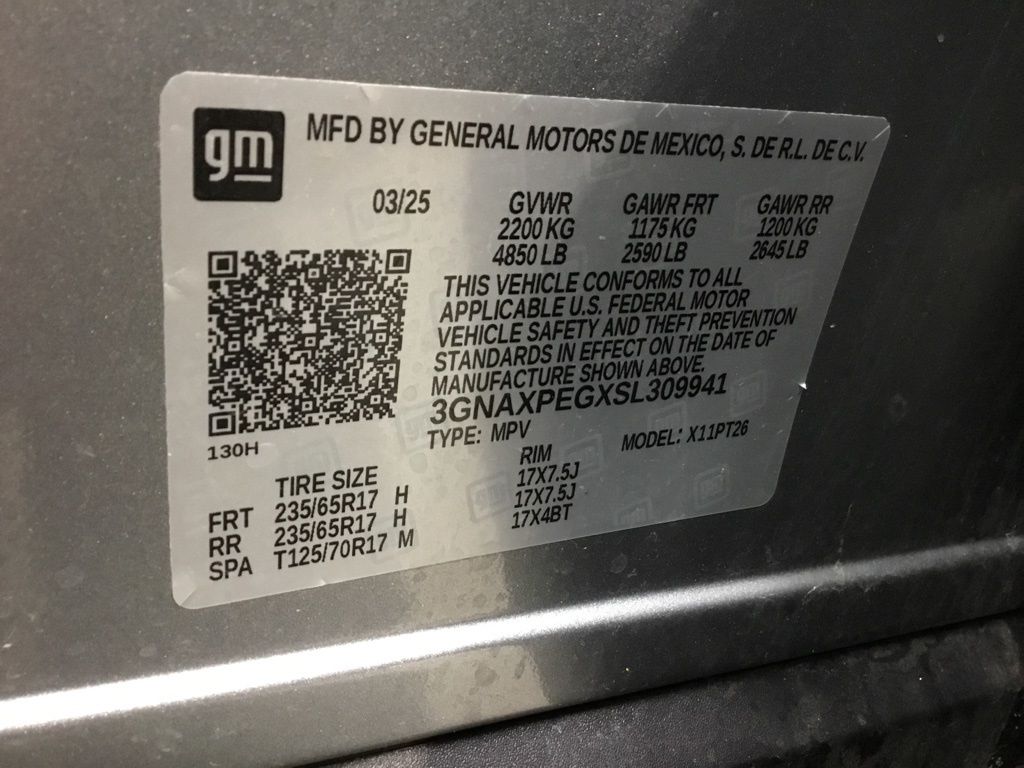 gm MFD BY GENERAL MOTORS DE MEXICO, S. DE R.L. DE C.V.
03/25 GVWR GAWR FRT GAWR RR
2200 KG 1175 KG 1200 KG
4850 LB 2590 LB 2645 LB
THIS VEHICLE CONFORMS TO ALL
APPLICABLE U.S. FEDERAL MOTOR
VEHICLE SAFETY AND THEFT PREVENTION
STANDARDS IN EFFECT ON THE DATE OF
MANUFACTURE SHOWN ABOVE.
3GNAXPEGXSL309941
130H TYPE: MPV MODEL: X11PT26
TIRE SIZE RIM
FRT 235/65R17 H 17X7.5J
RR 235/65R17 H 17X7.5J
SPA T125/70R17 M 17X4BT